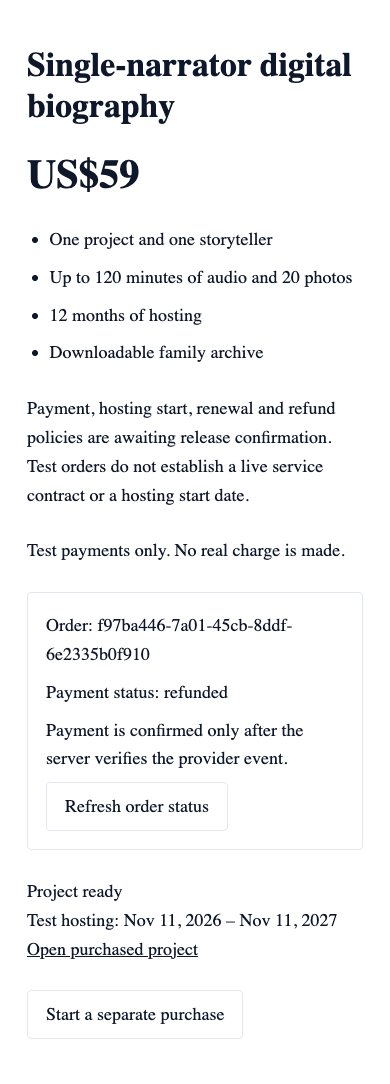 Single-narrator digital
biography
US$59
• One project and one storyteller
• Up to 120 minutes of audio and 20 photos
• 12 months of hosting
• Downloadable family archive
Payment, hosting start, renewal and refund
policies are awaiting release confirmation.
Test orders do not establish a live service
contract or a hosting start date.
Test payments only. No real charge is made.
Order: f97ba446-7a01-45cb-8ddf-
6e2335b0f910
Payment status: refunded
Payment is confirmed only after the
server verifies the provider event.
Refresh order status
Project ready
Test hosting: Nov 11, 2026 – Nov 11, 2027
Open purchased project
Start a separate purchase